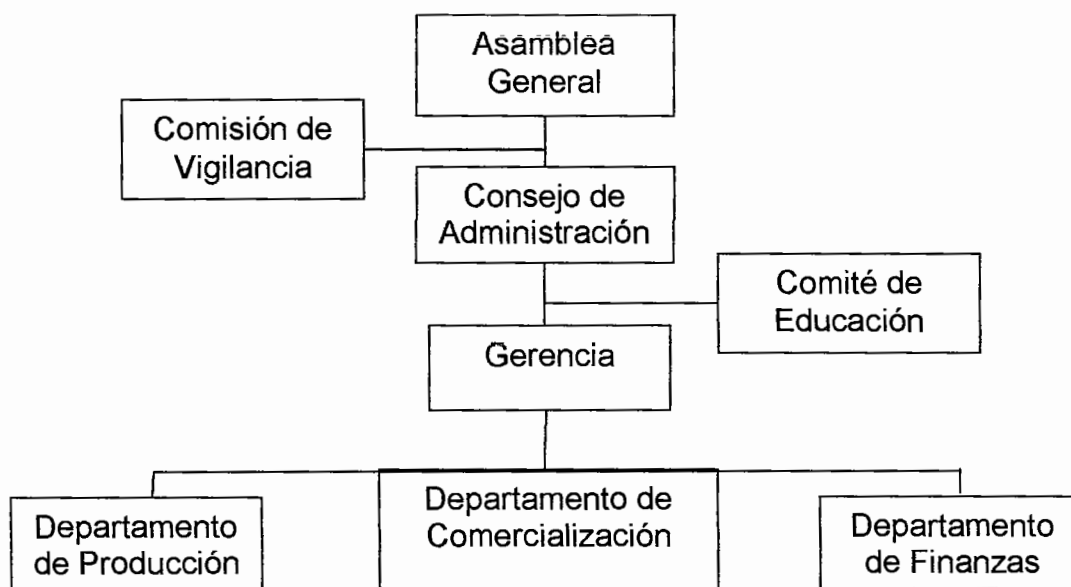 Asamblea
General
Comisión de
Vigilancia
Consejo de
Administración
Comité de
Educación
Gerencia
Departamento
de Producción
Departamento de
Comercialización
Departamento
de Finanzas